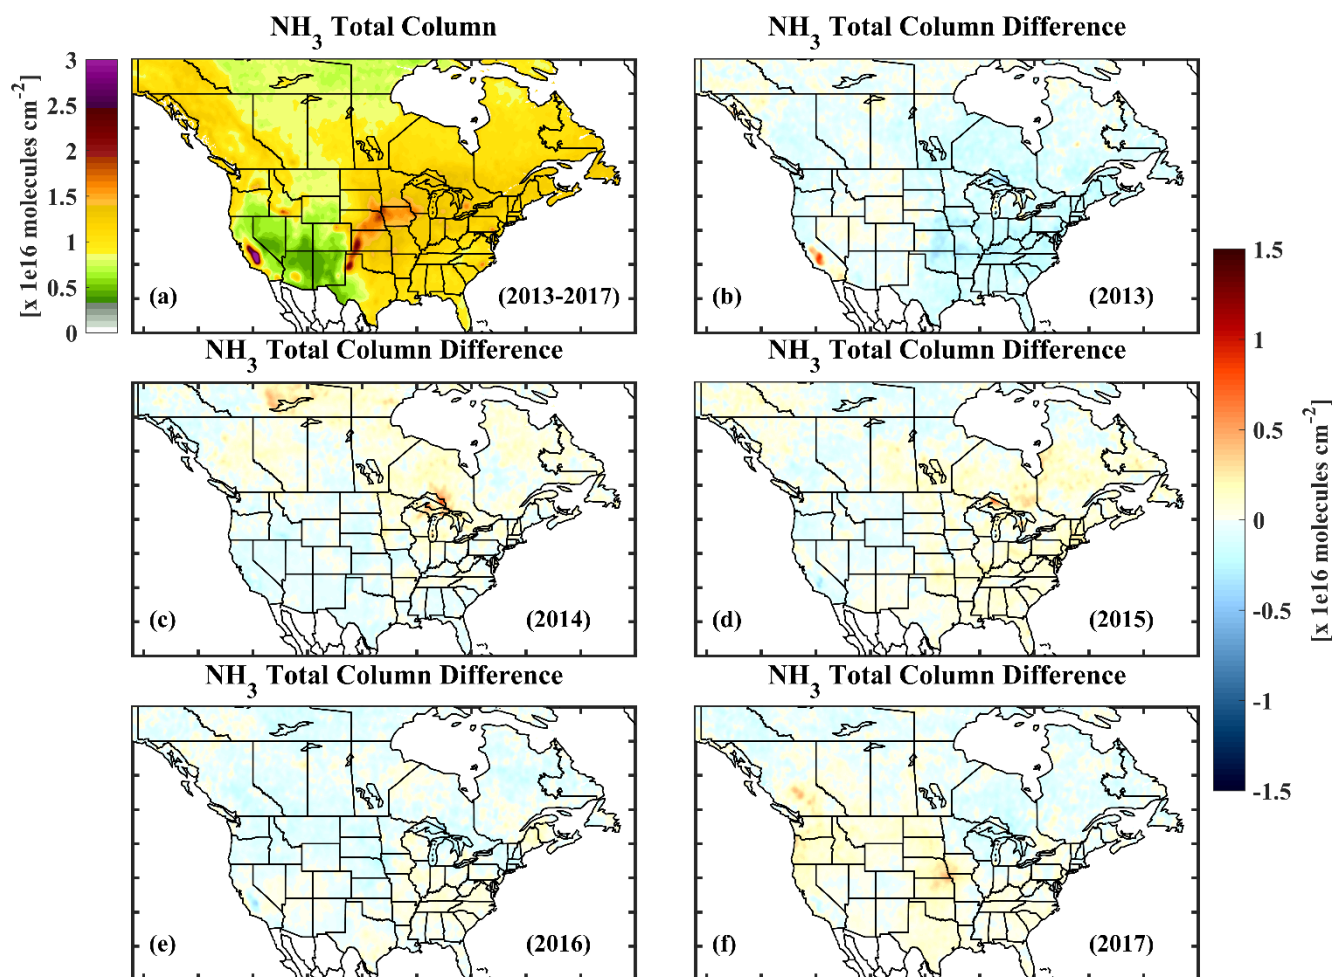 NH₃ Total Column
NH₃ Total Column Difference
[x 1e16 molecules cm⁻²]
3
2.5
2
1.5
1
0.5
0
(a)
(2013-2017)
(b)
(2013)
NH₃ Total Column Difference
NH₃ Total Column Difference
(c)
(2014)
(d)
(2015)
1.5
1
0.5
0
-0.5
-1
-1.5
[x 1e16 molecules cm⁻²]
NH₃ Total Column Difference
NH₃ Total Column Difference
(e)
(2016)
(f)
(2017)